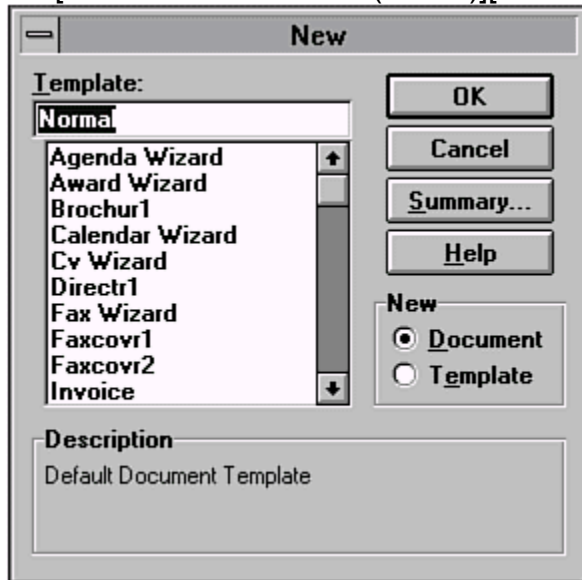 New
Template:
Normal
Agenda Wizard
Award Wizard
Brochur1
Calendar Wizard
Cv Wizard
Directr1
Fax Wizard
Faxcovr1
Faxcovr2
Invoice
OK
Cancel
Summary...
Help
New
Document
Template
Description
Default Document Template